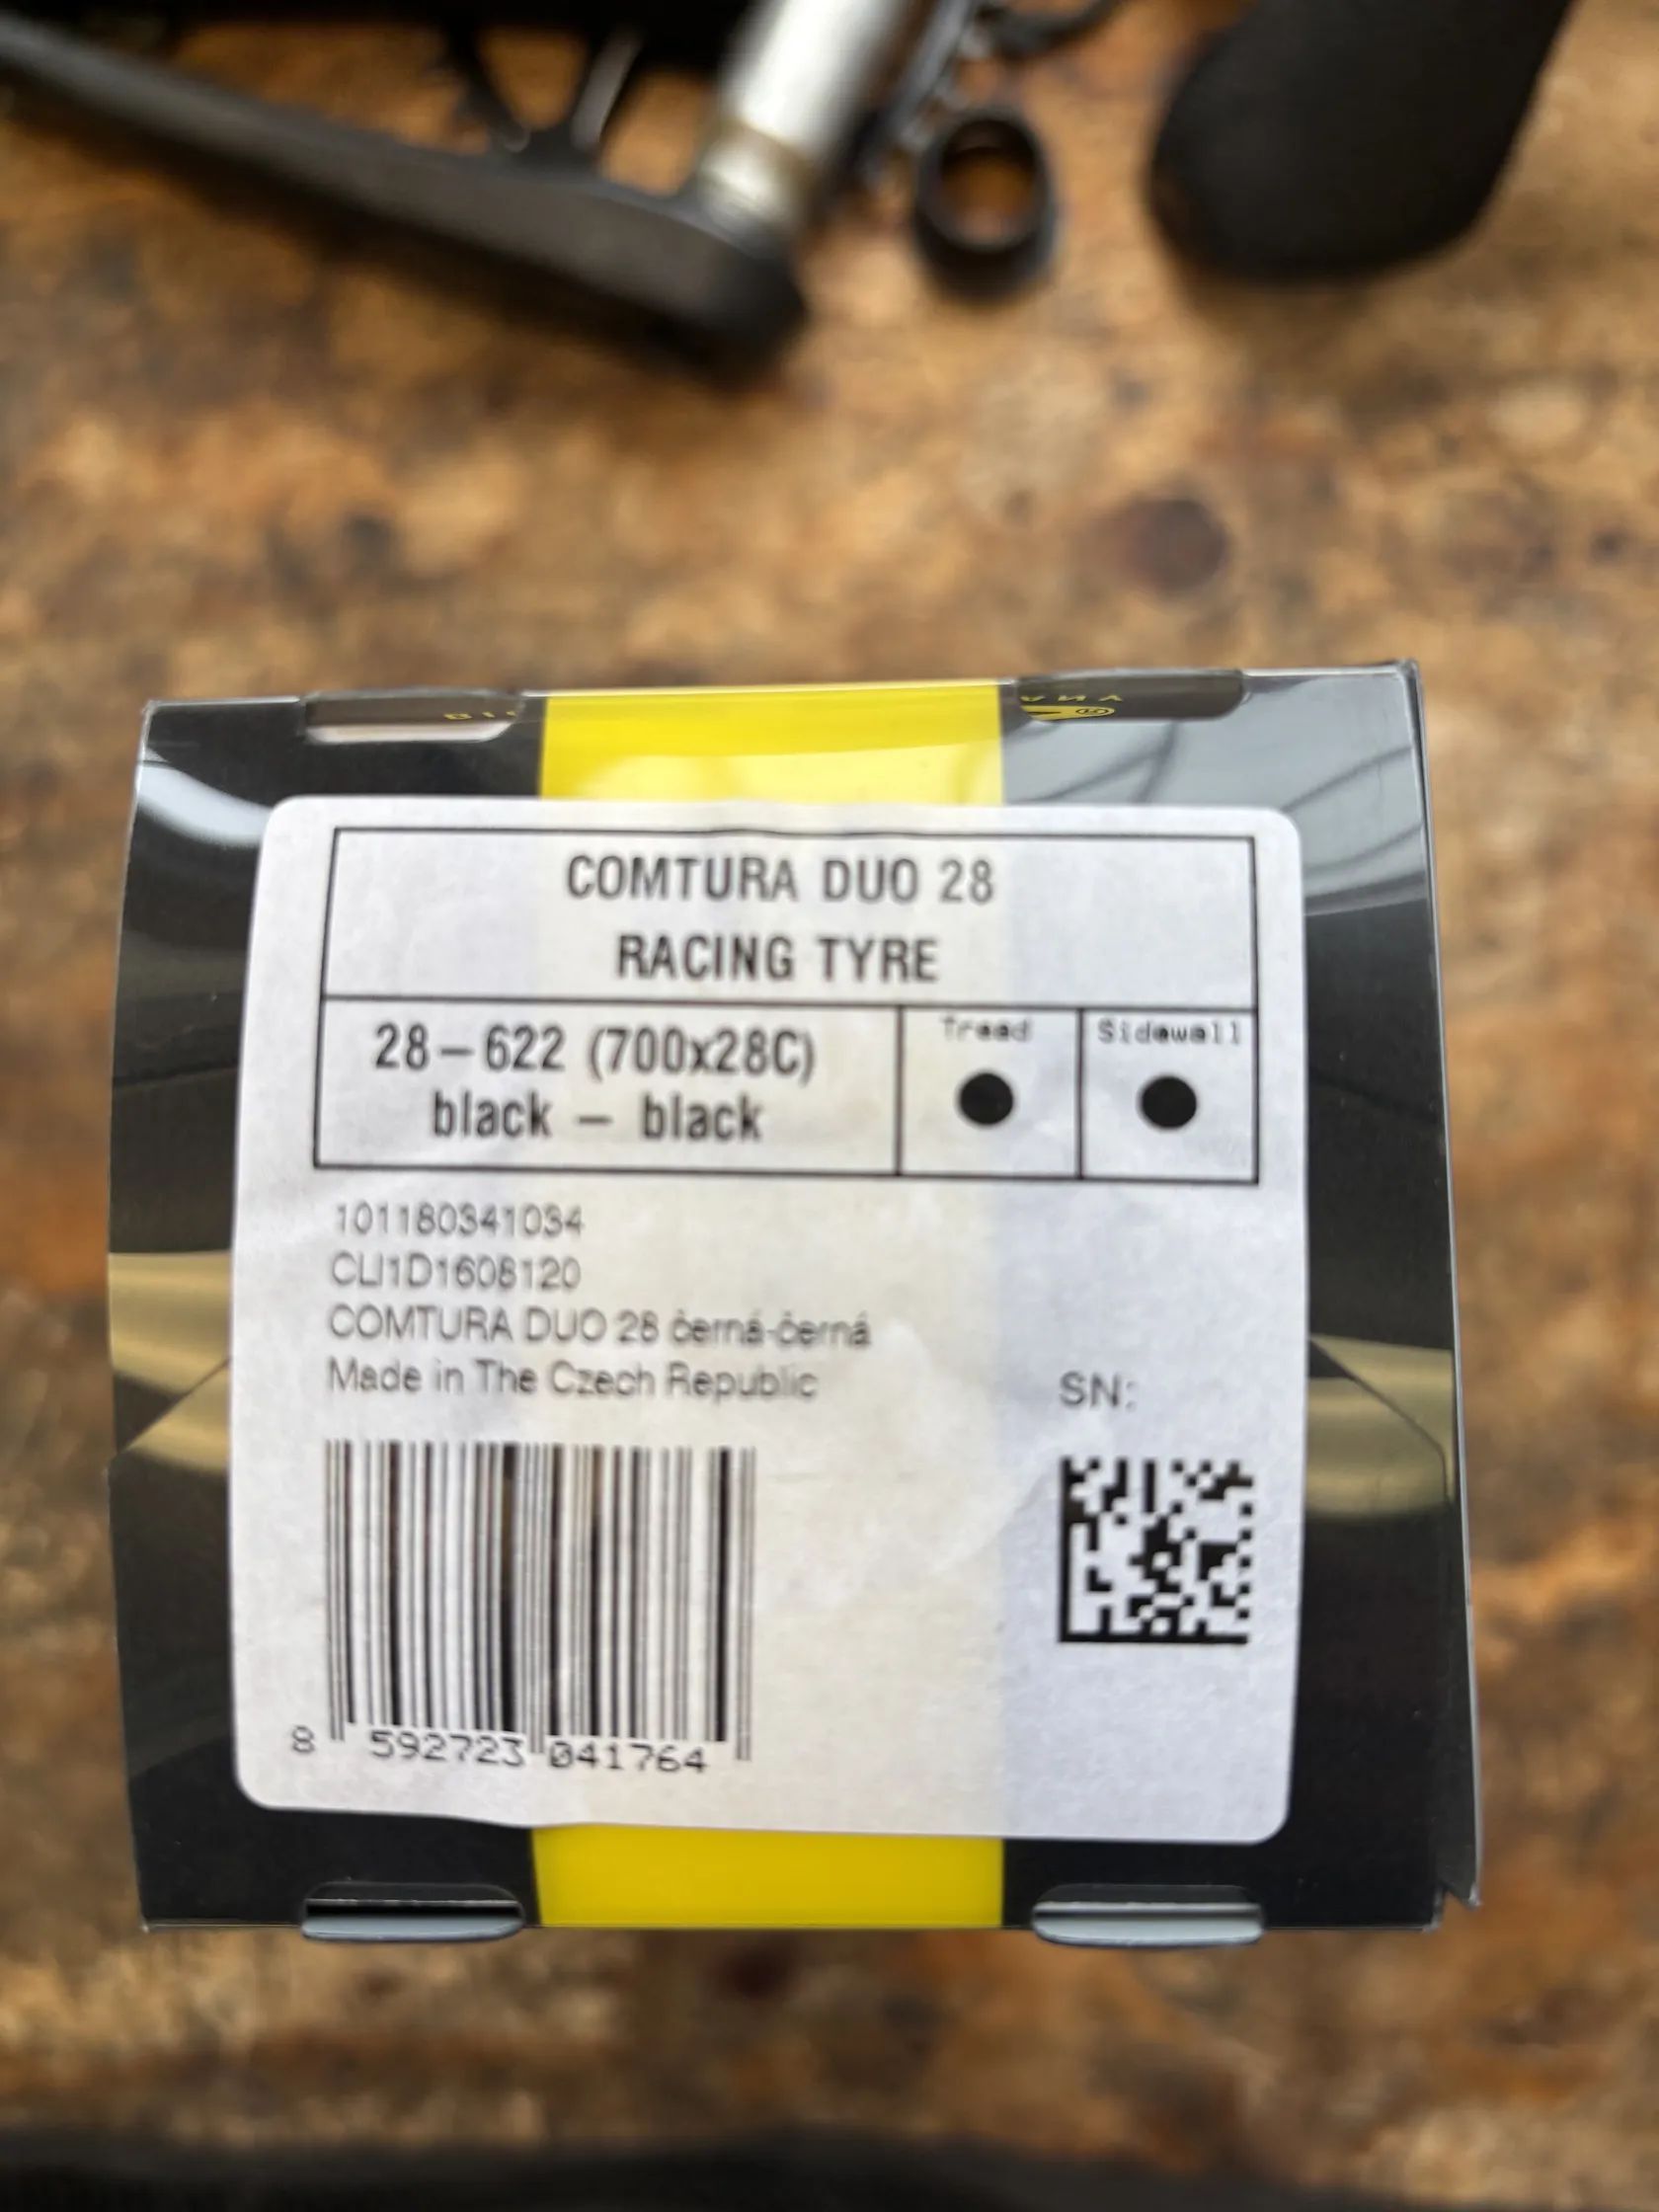 COMTURA DUO 28
RACING TYRE
28-622 (700x28C)
black - black
Tread
Sidewall
101180341034
CLI1D1608120
COMTURA DUO 28 černá-černá
Made in The Czech Republic
SN:
8 592723 041764